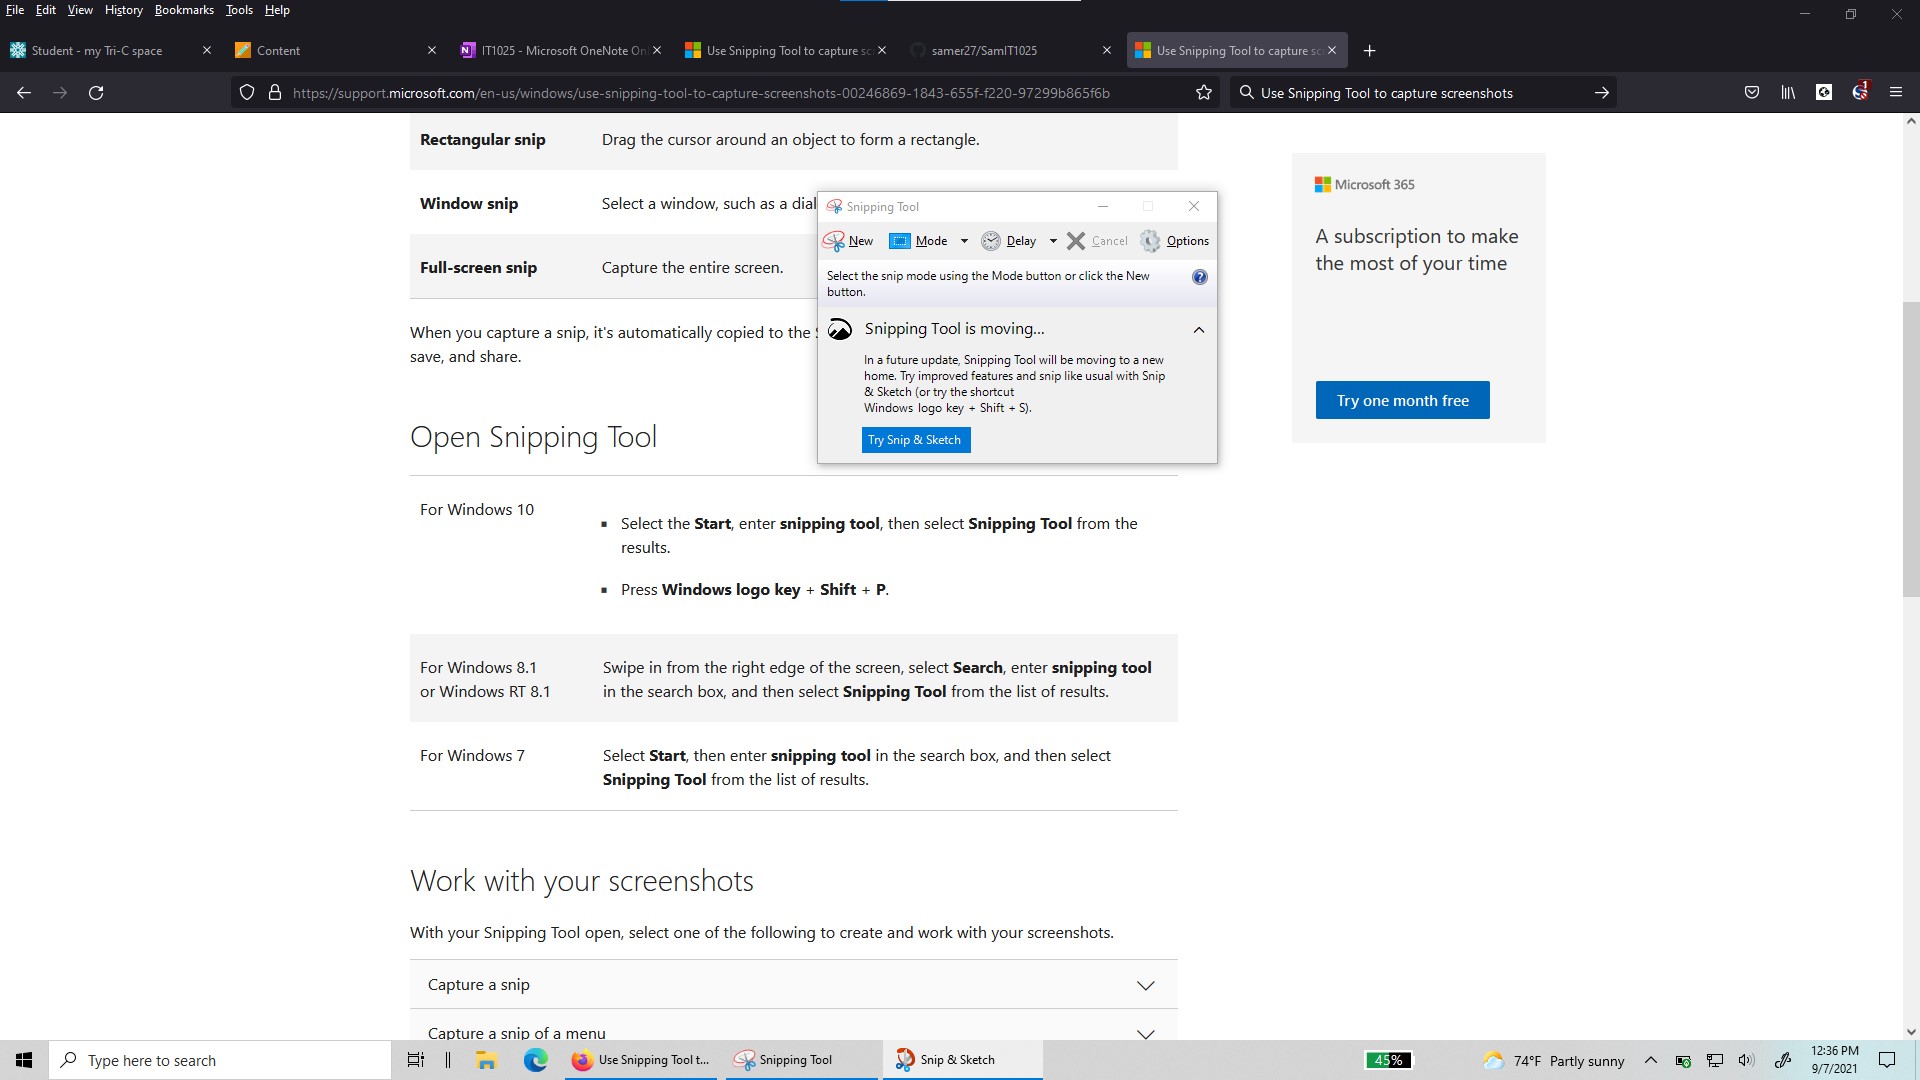 File Edit View History Bookmarks Tools Help
Student - my Tri-C space
Content
IT1025 - Microsoft OneNote On
Use Snipping Tool to capture sc
samer27/SamIT1025
Use Snipping Tool to capture sc
https://support.microsoft.com/en-us/windows/use-snipping-tool-to-capture-screenshots-00246869-1843-655f-f220-97299b865f6b
Use Snipping Tool to capture screenshots
1
Rectangular snip Drag the cursor around an object to form a rectangle.
Window snip Select a window, such as a dial
Full-screen snip Capture the entire screen.
When you capture a snip, it's automatically copied to the S
save, and share.
Snipping Tool
New Mode Delay Cancel Options
Select the snip mode using the Mode button or click the New
button.
Snipping Tool is moving...
In a future update, Snipping Tool will be moving to a new
home. Try improved features and snip like usual with Snip
& Sketch (or try the shortcut
Windows logo key + Shift + S).
Try Snip & Sketch
Microsoft 365
A subscription to make
the most of your time
Try one month free
Open Snipping Tool
For Windows 10
▪ Select the Start, enter snipping tool, then select Snipping Tool from the
results.
▪ Press Windows logo key + Shift + P.
For Windows 8.1
or Windows RT 8.1
Swipe in from the right edge of the screen, select Search, enter snipping tool
in the search box, and then select Snipping Tool from the list of results.
For Windows 7
Select Start, then enter snipping tool in the search box, and then select
Snipping Tool from the list of results.
Work with your screenshots
With your Snipping Tool open, select one of the following to create and work with your screenshots.
Capture a snip
Capture a snip of a menu
Type here to search
Use Snipping Tool t...
Snipping Tool
Snip & Sketch
45%
74°F Partly sunny
12:36 PM
9/7/2021